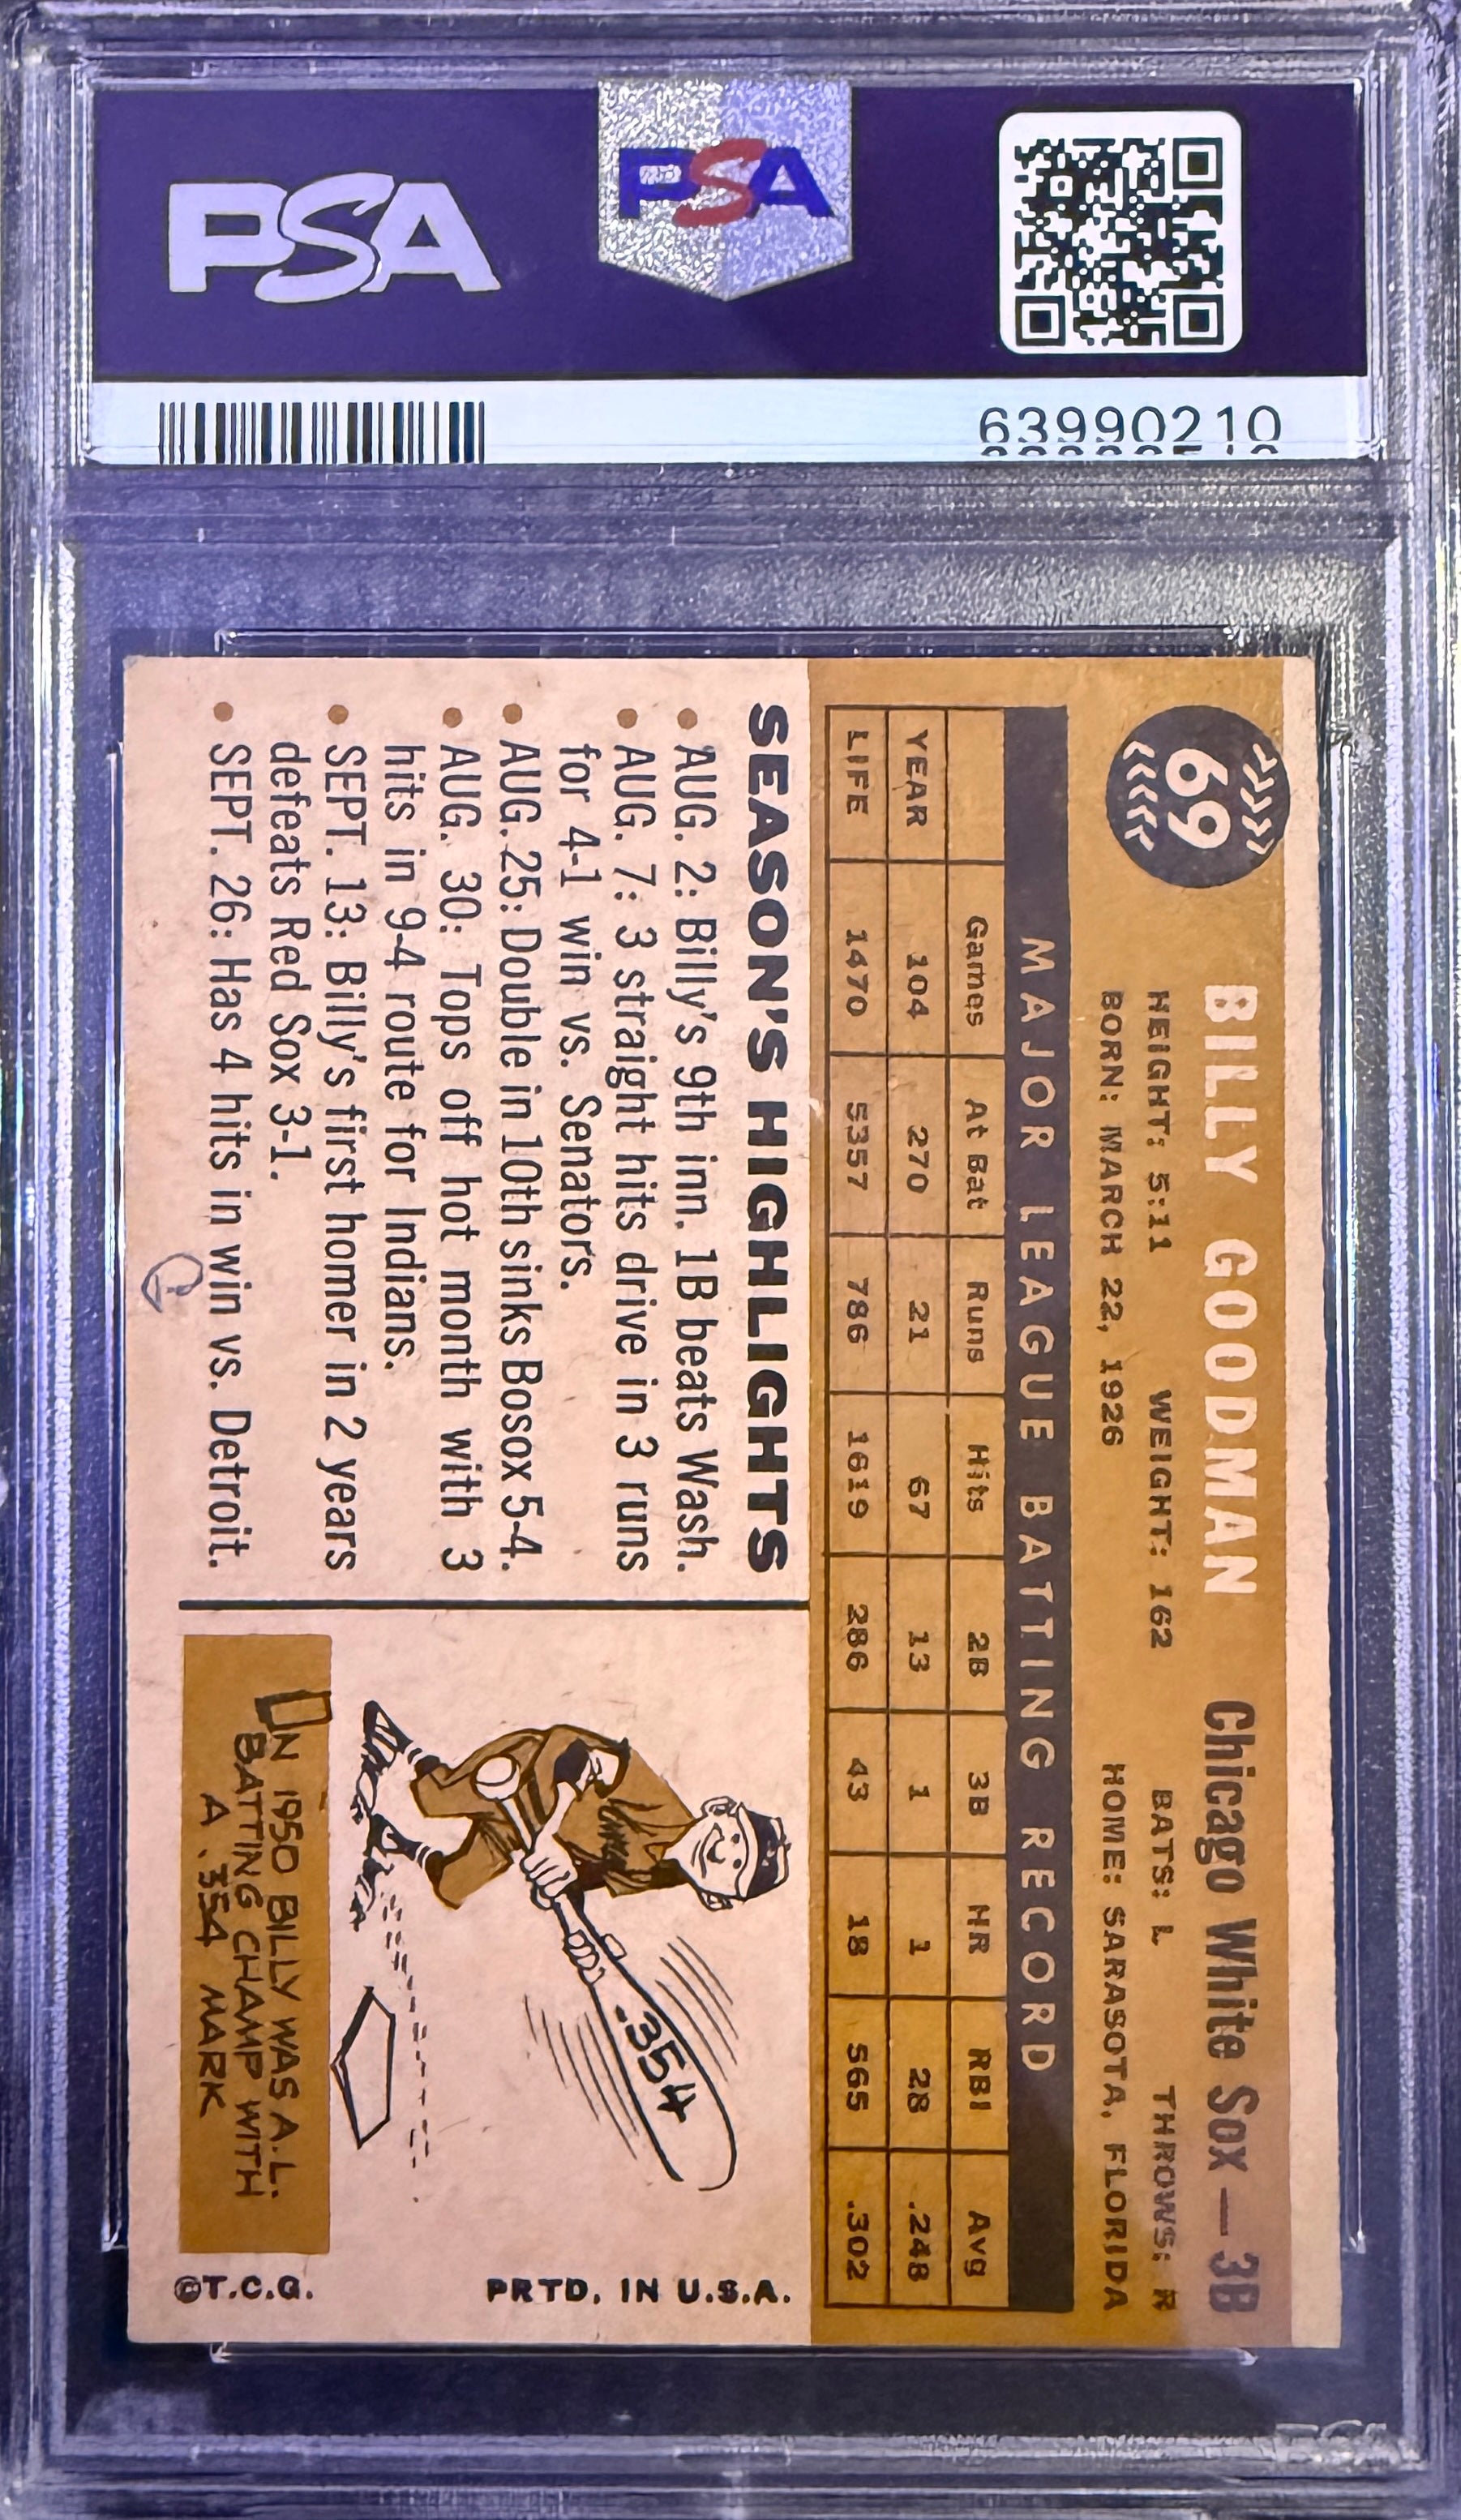 PSA
PSA
63990210
69
BILLY GOODMAN Chicago White Sox — 3B
HEIGHT: 5:11 WEIGHT: 162 BATS: L THROWS: R
BORN: MARCH 22, 1926 HOME: SARASOTA, FLORIDA
MAJOR LEAGUE BATTING RECORD
Games At Bat Runs Hits 2B 3B HR RBI Avg
YEAR 104 270 21 67 13 1 1 28 .248
LIFE 1470 5357 786 1619 286 43 18 565 .302
SEASON'S HIGHLIGHTS
• AUG. 2: Billy's 9th inn. 1B beats Wash.
• AUG. 7: 3 straight hits drive in 3 runs
for 4-1 win vs. Senators.
• AUG. 25: Double in 10th sinks Bosox 5-4.
• AUG. 30: Tops off hot month with 3
hits in 9-4 route for Indians.
• SEPT. 13: Billy's first homer in 2 years
defeats Red Sox 3-1.
• SEPT. 26: Has 4 hits in win vs. Detroit.
.354
IN 1950 BILLY WAS A.L.
BATTING CHAMP WITH
A .354 MARK
PRTD. IN U.S.A.
©T.C.G.